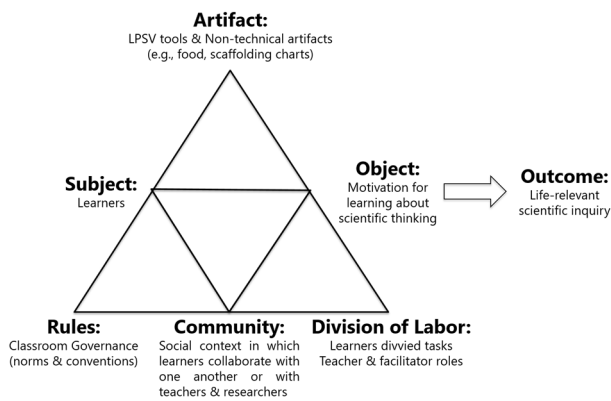 Artifact:
LPSV tools & Non-technical artifacts
(e.g., food, scaffolding charts)
Subject:
Learners
Object:
Motivation for
learning about
scientific thinking
Outcome:
Life-relevant
scientific inquiry
Rules:
Classroom Governance
(norms & conventions)
Community:
Social context in which
learners collaborate with
one another or with
teachers & researchers
Division of Labor:
Learners divvied tasks
Teacher & facilitator roles